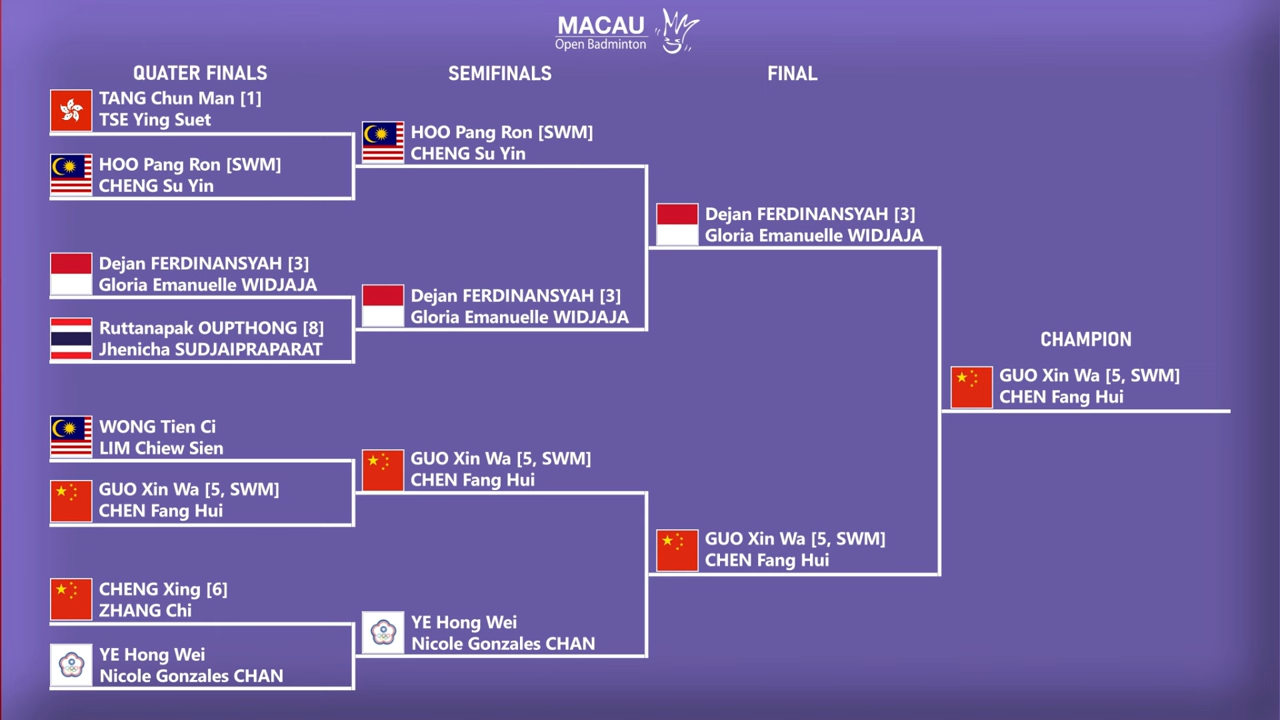 MACAU
Open Badminton
QUATER FINALS
SEMIFINALS
FINAL
TANG Chun Man [1]
TSE Ying Suet
HOO Pang Ron [SWM]
CHENG Su Yin
Dejan FERDINANSYAH [3]
Gloria Emanuelle WIDJAJA
Ruttanapak OUPTHONG [8]
Jhenicha SUDJAIPRAPARAT
WONG Tien Ci
LIM Chiew Sien
GUO Xin Wa [5, SWM]
CHEN Fang Hui
CHENG Xing [6]
ZHANG Chi
YE Hong Wei
Nicole Gonzales CHAN
HOO Pang Ron [SWM]
CHENG Su Yin
Dejan FERDINANSYAH [3]
Gloria Emanuelle WIDJAJA
GUO Xin Wa [5, SWM]
CHEN Fang Hui
YE Hong Wei
Nicole Gonzales CHAN
Dejan FERDINANSYAH [3]
Gloria Emanuelle WIDJAJA
GUO Xin Wa [5, SWM]
CHEN Fang Hui
CHAMPION
GUO Xin Wa [5, SWM]
CHEN Fang Hui